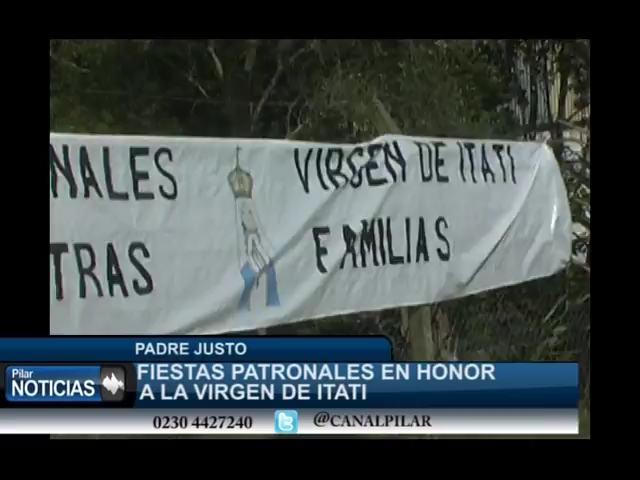 NALES VIRGEN DE ITATI
TRAS FAMILIAS
PADRE JUSTO
Pilar
NOTICIAS
FIESTAS PATRONALES EN HONOR
A LA VIRGEN DE ITATI
0230 4427240 @CANALPILAR